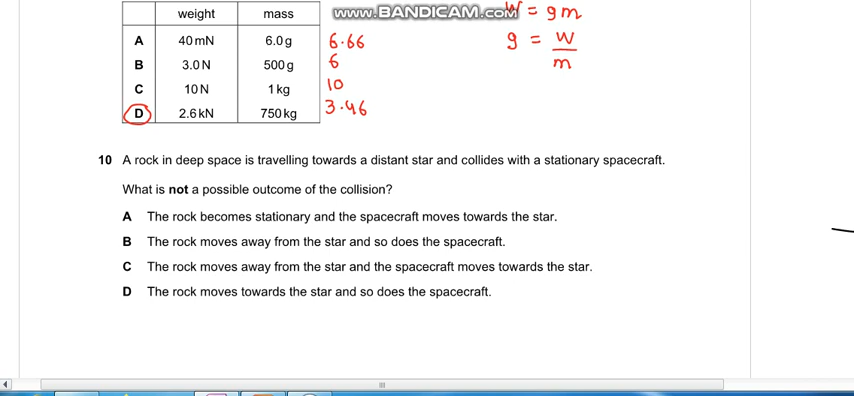 weight mass www.BANDICAM.com W = gm
A 40 mN 6.0 g 6.66 g = W/m
B 3.0 N 500 g 6
C 10 N 1 kg 10
D 2.6 kN 750 kg 3.46
10 A rock in deep space is travelling towards a distant star and collides with a stationary spacecraft.
What is not a possible outcome of the collision?
A The rock becomes stationary and the spacecraft moves towards the star.
B The rock moves away from the star and so does the spacecraft.
C The rock moves away from the star and the spacecraft moves towards the star.
D The rock moves towards the star and so does the spacecraft.